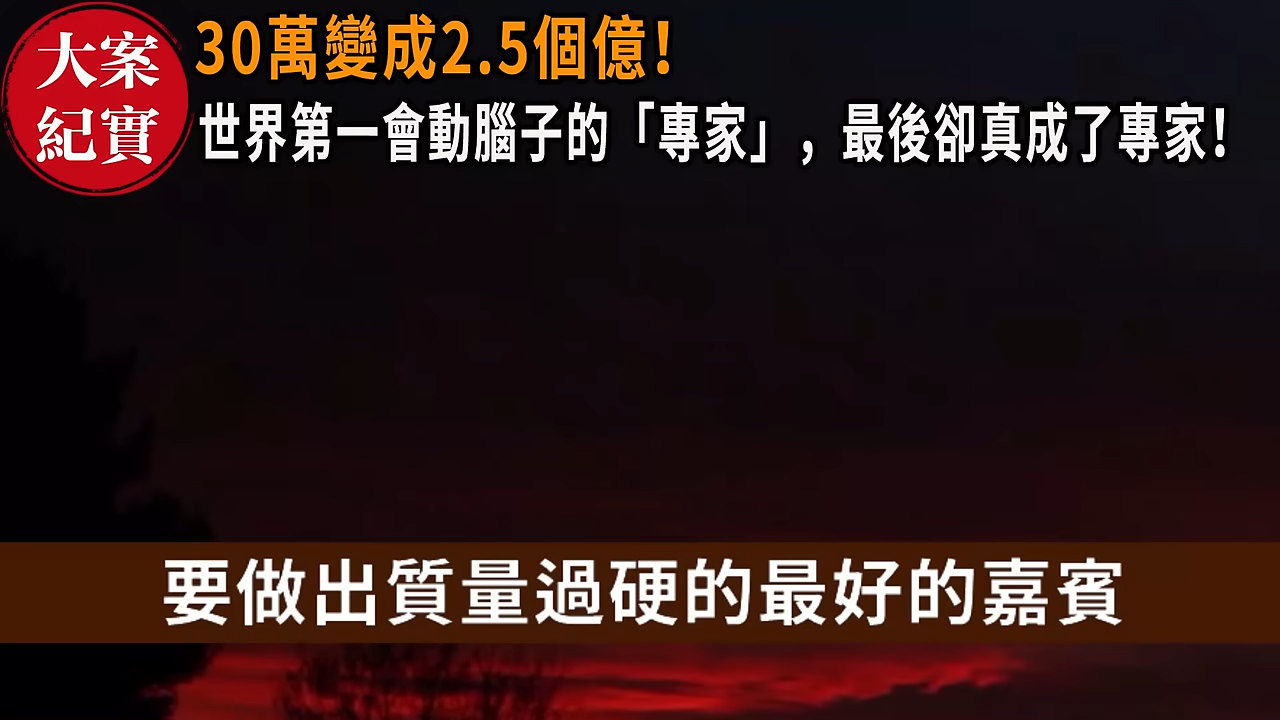 大案
紀實
30萬變成2.5個億！
世界第一會動腦子的「專家」，最後卻真成了專家！
要做出質量過硬的最好的嘉賓